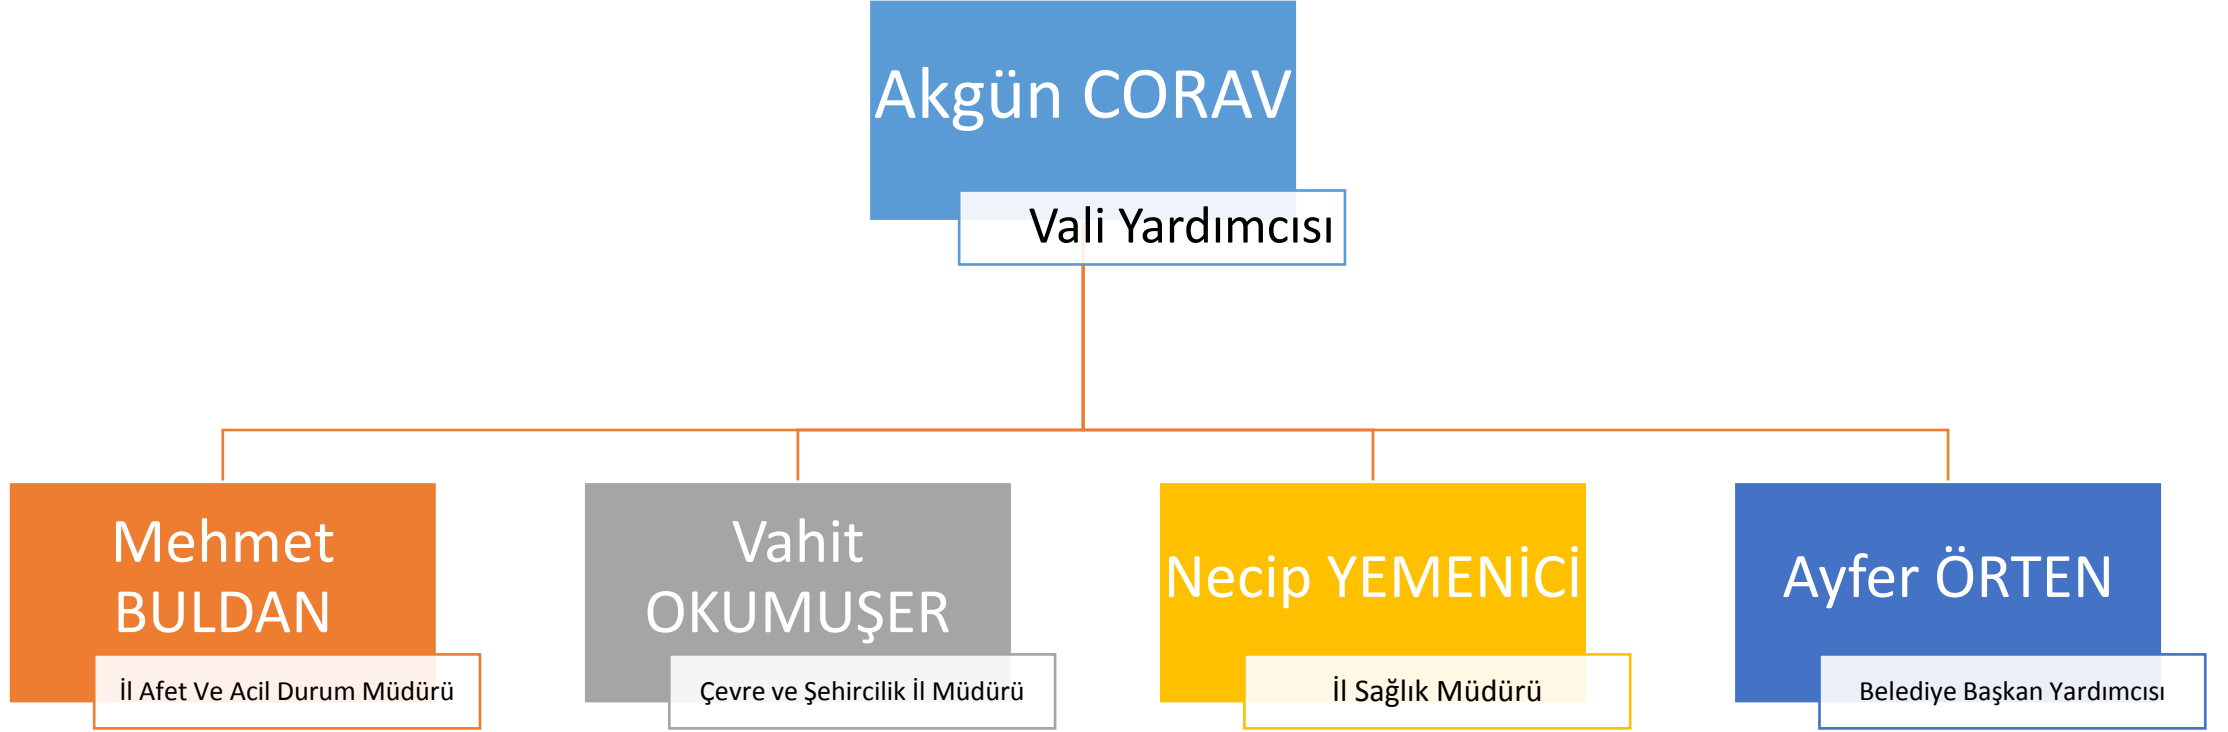 Akgün CORAV
Vali Yardımcısı
Mehmet
BULDAN
İl Afet Ve Acil Durum Müdürü
Vahit
OKUMUŞER
Çevre ve Şehircilik İl Müdürü
Necip YEMENİCİ
İl Sağlık Müdürü
Ayfer ÖRTEN
Belediye Başkan Yardımcısı